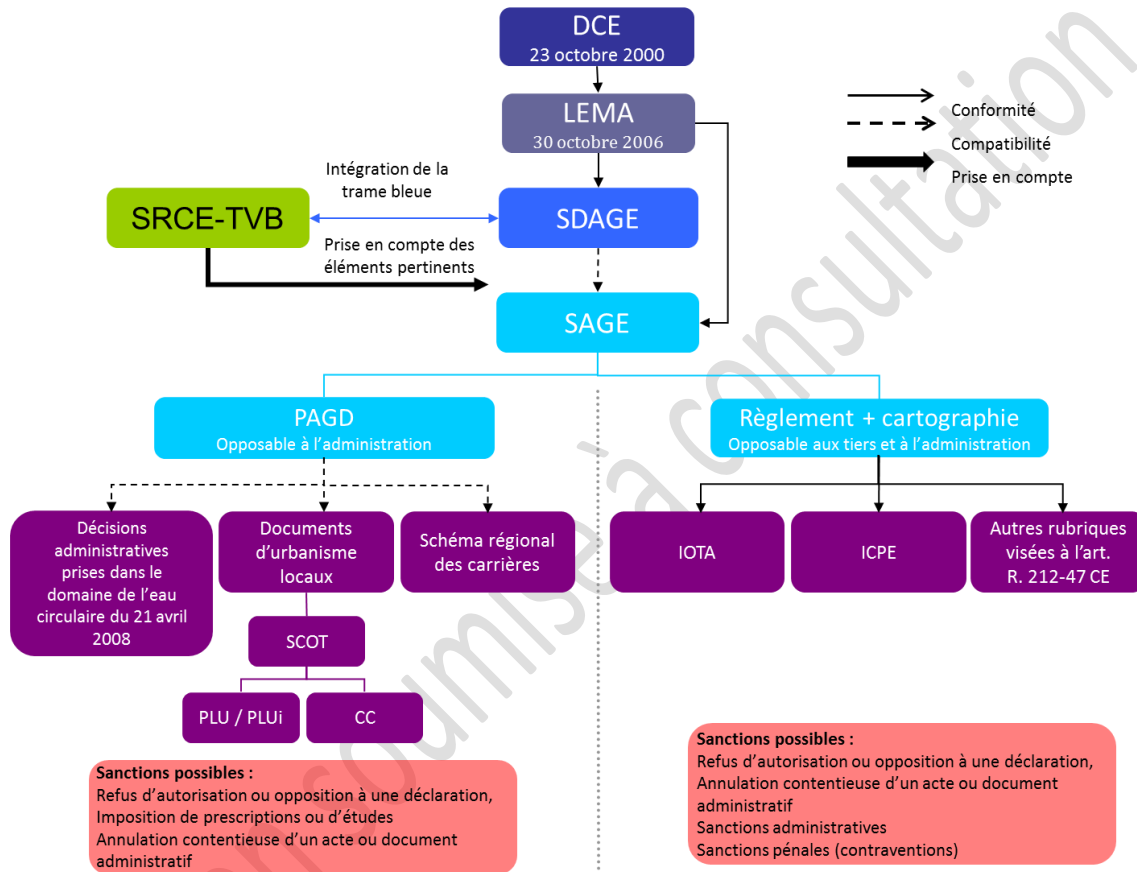 DCE
23 octobre 2000
LEMA
30 octobre 2006
Conformité
Compatibilité
Prise en compte
Intégration de la
trame bleue
SRCE-TVB
SDAGE
Prise en compte des
éléments pertinents
SAGE
PAGD
Opposable à l'administration
Règlement + cartographie
Opposable aux tiers et à l'administration
Décisions
administratives
prises dans le
domaine de l'eau
circulaire du 21 avril
2008
Documents
d'urbanisme
locaux
Schéma régional
des carrières
IOTA
ICPE
Autres rubriques
visées à l'art.
R. 212-47 CE
SCOT
PLU / PLUi
CC
Sanctions possibles :
Refus d'autorisation ou opposition à une déclaration,
Imposition de prescriptions ou d'études
Annulation contentieuse d'un acte ou document
administratif
Sanctions possibles :
Refus d'autorisation ou opposition à une déclaration,
Annulation contentieuse d'un acte ou document
administratif
Sanctions administratives
Sanctions pénales (contraventions)
soumise à consultation